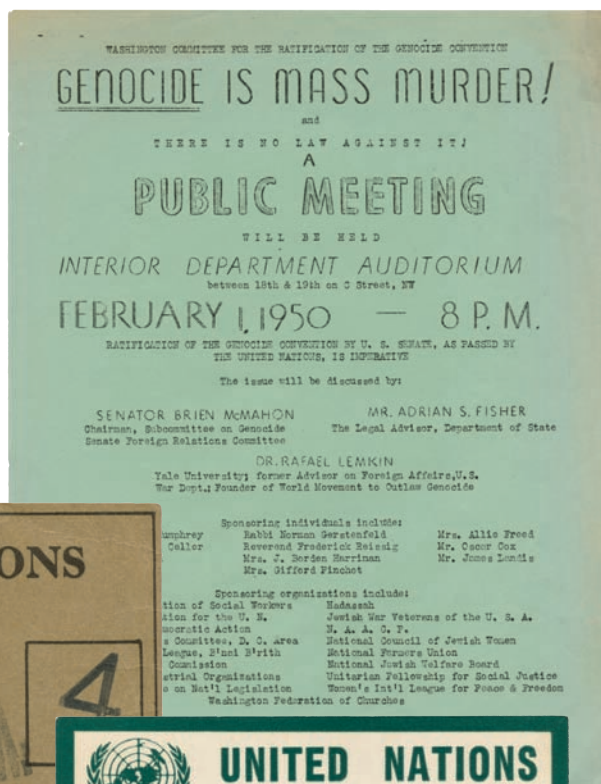 WASHINGTON COMMITTEE FOR THE RATIFICATION OF THE GENOCIDE CONVENTION
GENOCIDE IS MASS MURDER!
and
THERE IS NO LAW AGAINST IT;
A
PUBLIC MEETING
WILL BE HELD
INTERIOR DEPARTMENT AUDITORIUM
between 18th & 19th on C Street, NW
FEBRUARY 1, 1950 — 8 P.M.
RATIFICATION OF THE GENOCIDE CONVENTION BY U. S. SENATE, AS PASSED BY
THE UNITED NATIONS, IS IMPERATIVE
The issue will be discussed by:
SENATOR BRIEN McMAHON
Chairman, Subcommittee on Genocide
Senate Foreign Relations Committee
MR. ADRIAN S. FISHER
The Legal Advisor, Department of State
DR. RAFAEL LEMKIN
Yale University; former Advisor on Foreign Affairs, U.S.
War Dept.; Founder of World Movement to Outlaw Genocide
Sponsoring individuals include:
umphrey Rabbi Norman Gerstenfeld Mrs. Allie Freed
Celler Reverend Frederick Reissig Mr. Oscar Cox
Mrs. J. Borden Harriman Mr. James Landis
Mrs. Gifford Pinchot
Sponsoring organizations include:
tion of Social Workers Hadassah
tion for the U. N. Jewish War Veterans of the U. S. A.
mocratic Action N. A. A. C. P.
s Committee, D. C. Area National Council of Jewish Women
League, B'nai B'rith National Farmers Union
Commission National Jewish Welfare Board
strial Organizations Unitarian Fellowship for Social Justice
s on Nat'l Legislation Women's Int'l League for Peace & Freedom
Washington Federation of Churches
ONS
4
UNITED NATIONS